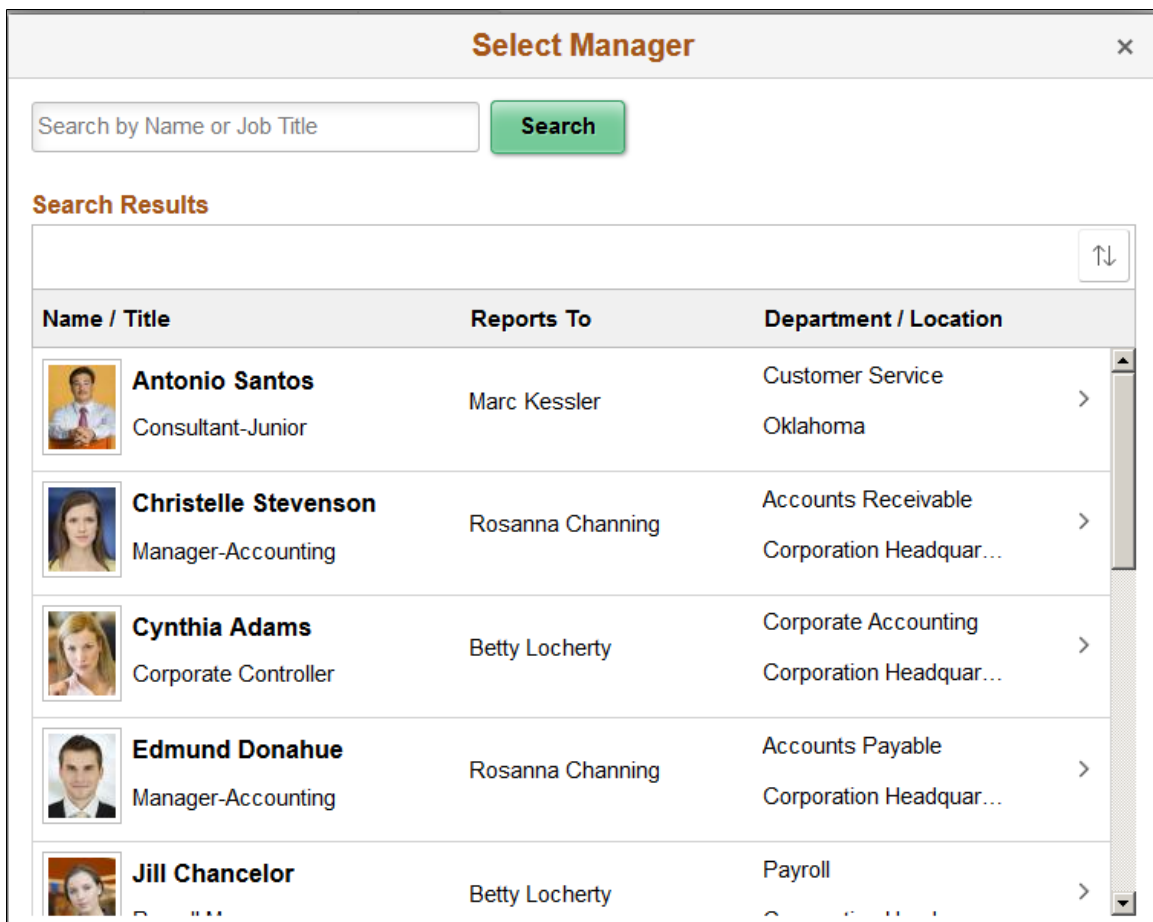 Select Manager ×
Search by Name or Job Title Search
Search Results
Name / Title Reports To Department / Location
Antonio Santos
Consultant-Junior
Marc Kessler
Customer Service
Oklahoma
Christelle Stevenson
Manager-Accounting
Rosanna Channing
Accounts Receivable
Corporation Headquar…
Cynthia Adams
Corporate Controller
Betty Locherty
Corporate Accounting
Corporation Headquar…
Edmund Donahue
Manager-Accounting
Rosanna Channing
Accounts Payable
Corporation Headquar…
Jill Chancelor
Betty Locherty
Payroll